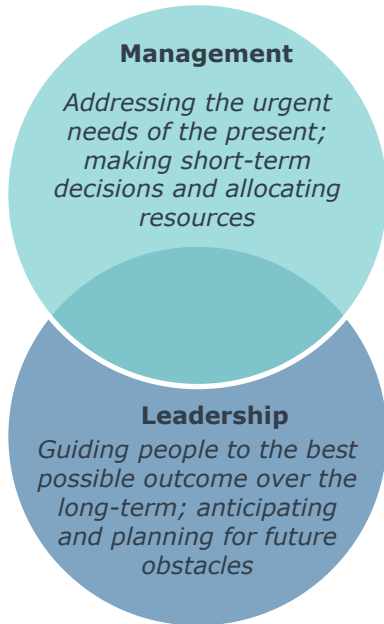 Management
Addressing the urgent
needs of the present;
making short-term
decisions and allocating
resources
Leadership
Guiding people to the best
possible outcome over the
long-term; anticipating
and planning for future
obstacles